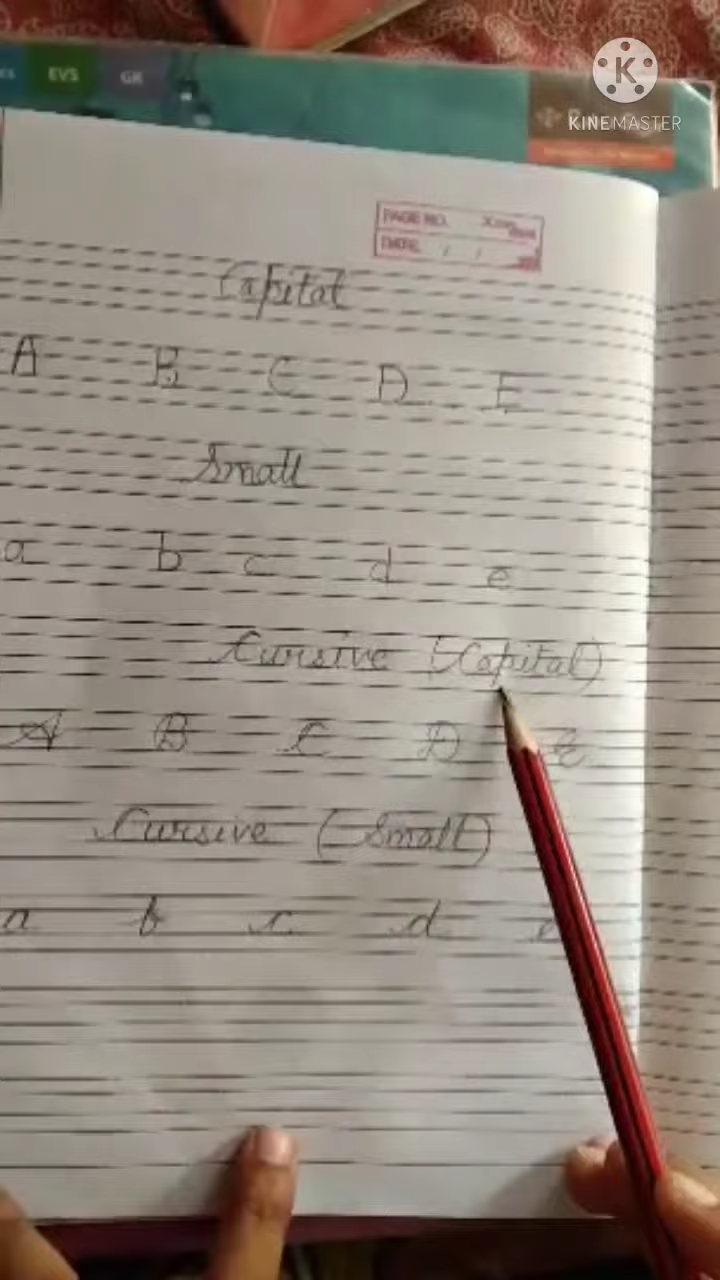 KINEMASTER
EVS GK
PAGE NO.
DATE / /
Capital
A B C D E
Small
a b c d e
Cursive (Capital)
A B C D E
Cursive (Small)
a b c d e